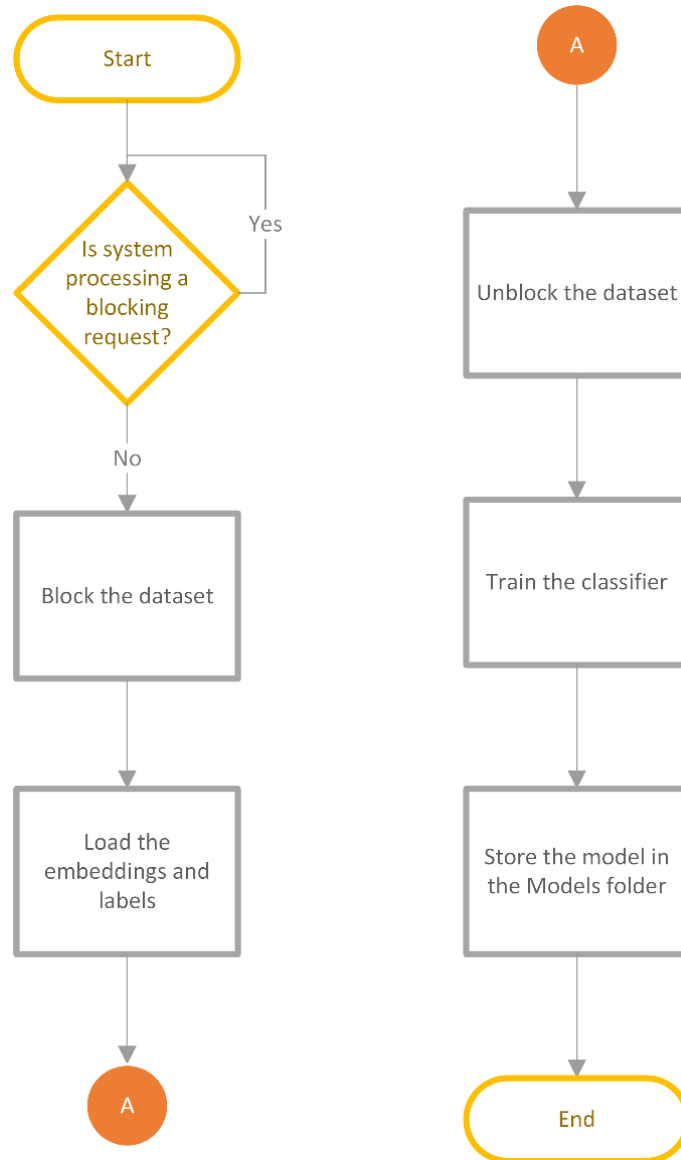 Start
Yes
Is system
processing a
blocking
request?
No
Block the dataset
Load the
embeddings and
labels
A
A
Unblock the dataset
Train the classifier
Store the model in
the Models folder
End